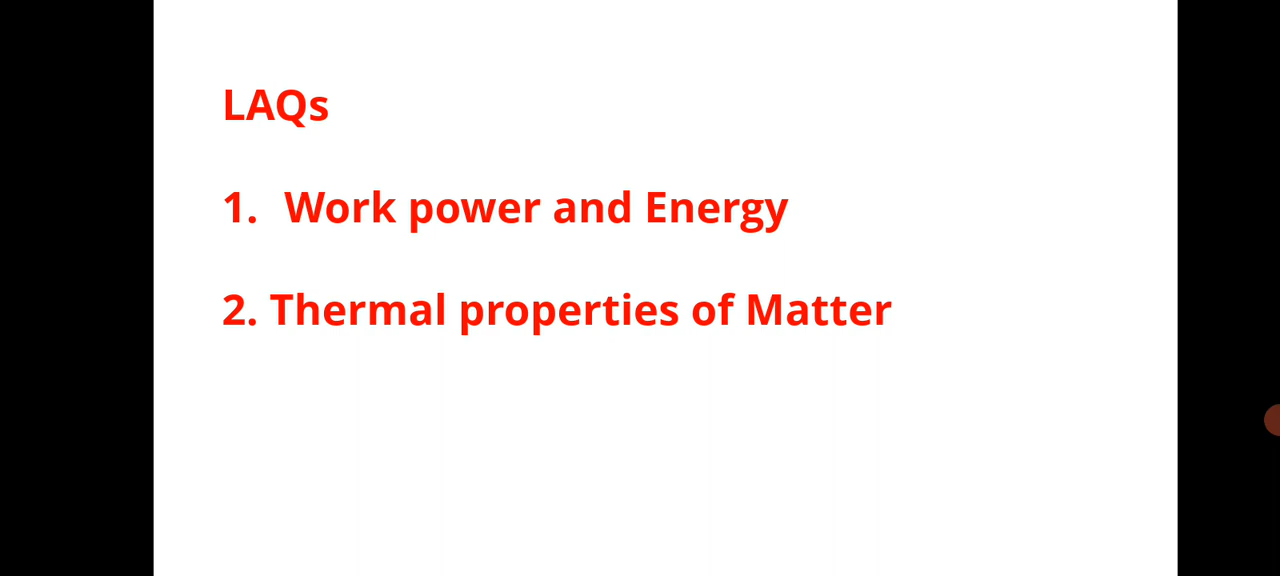 LAQs
1. Work power and Energy
2. Thermal properties of Matter